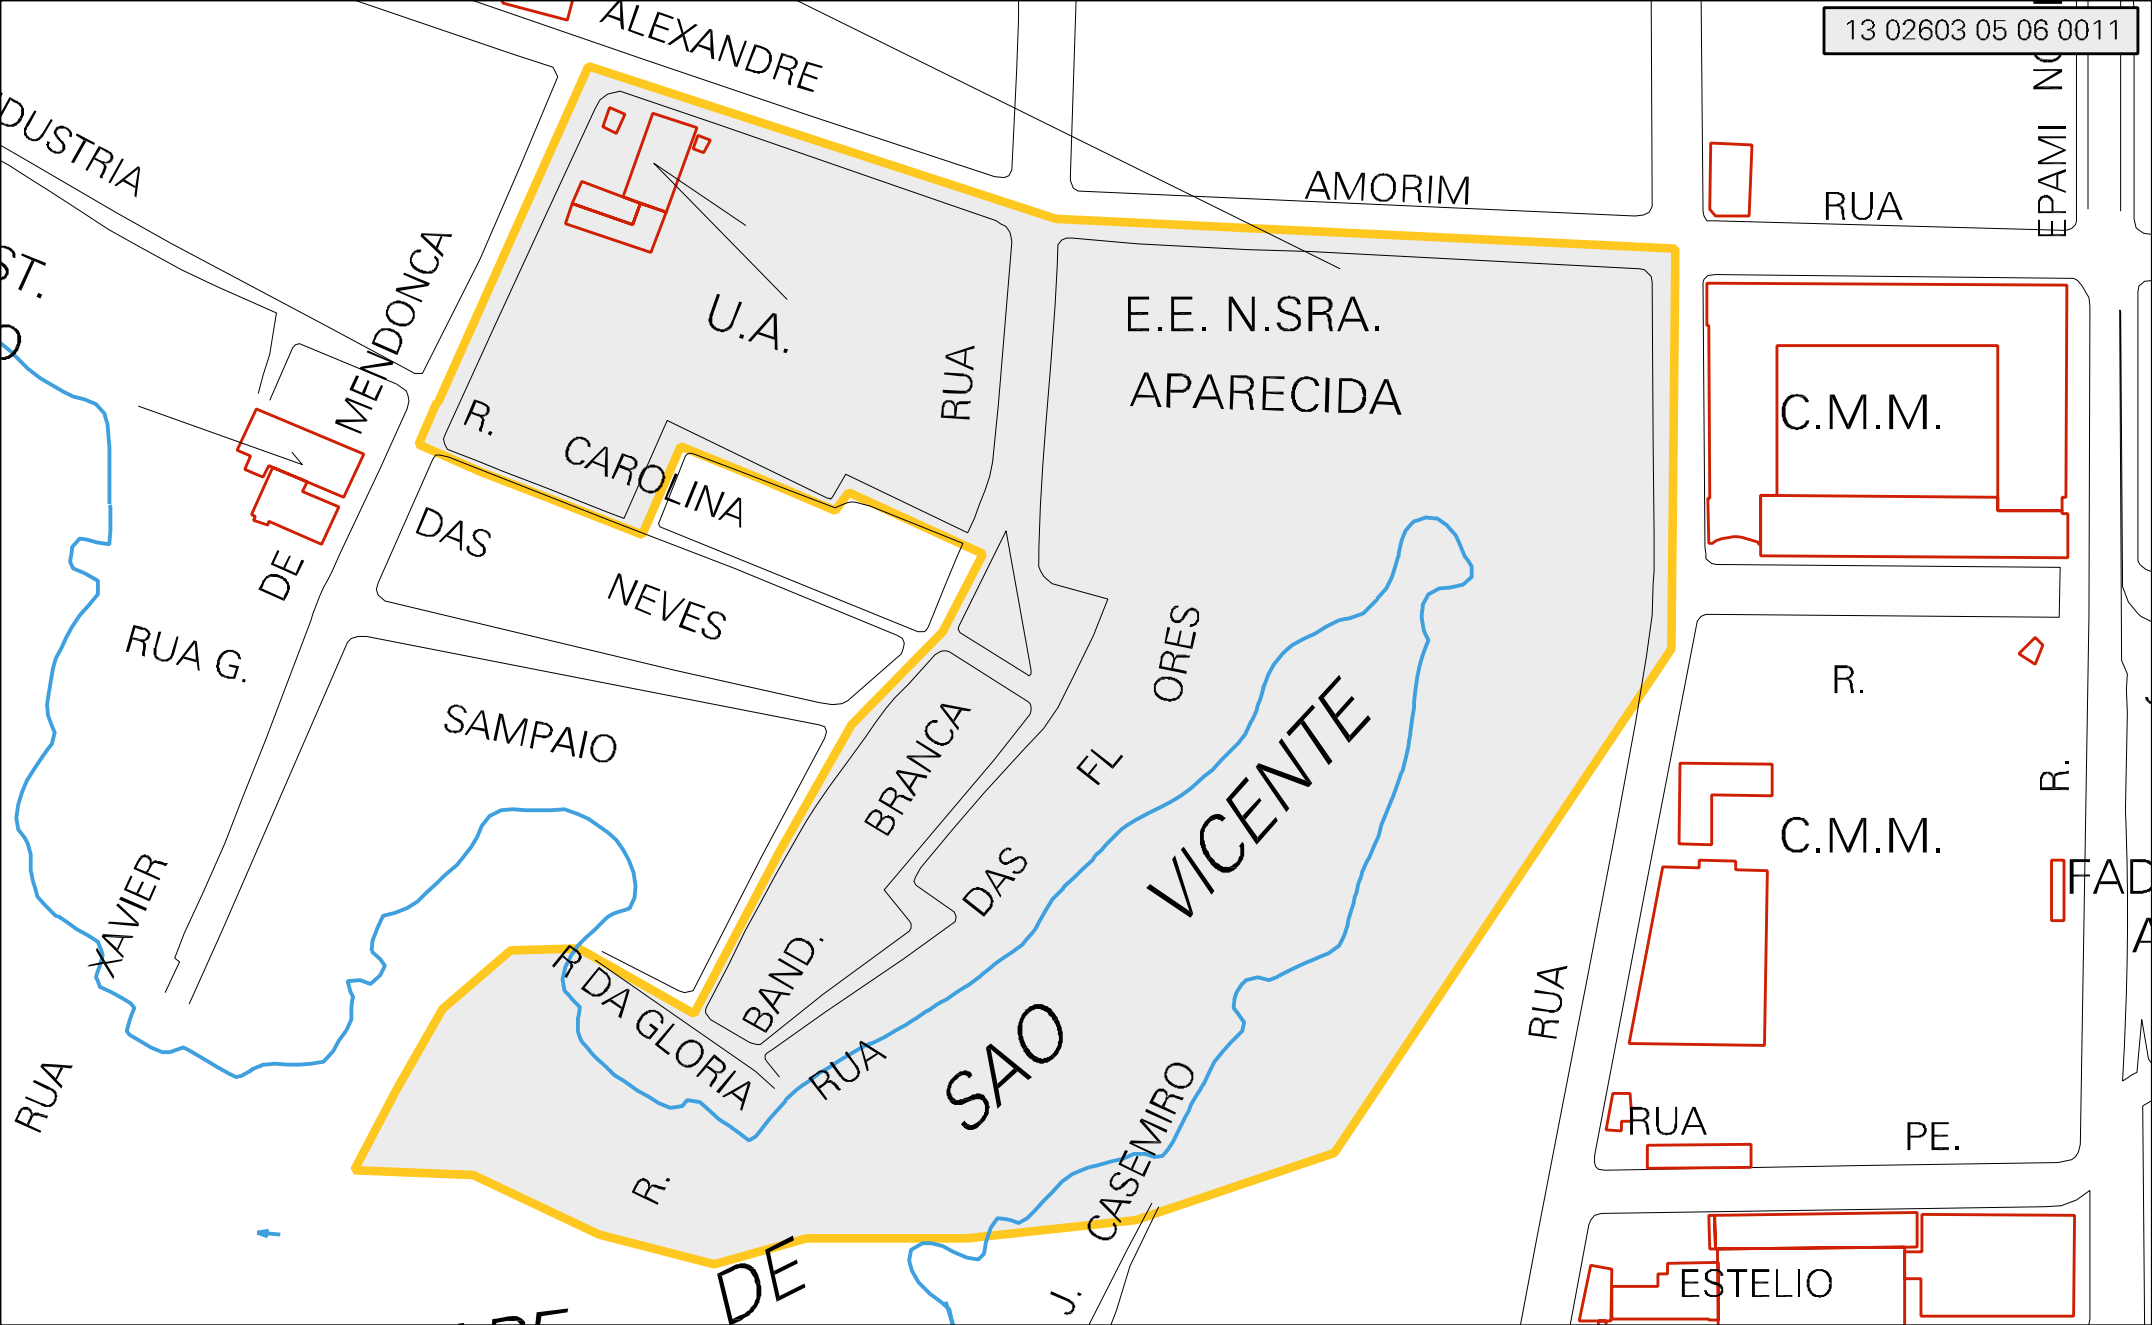 13 02603 05 06 0011
ALEXANDRE
DUSTRIA
AMORIM
RUA
EPAMI
ST.
O
MENDONCA
U.A.
E.E. N.SRA.
APARECIDA
RUA
R.
CAROLINA
C.M.M.
DAS
NEVES
DE
RUA G.
SAMPAIO
ORES
FL
BRANCA
VICENTE
R.
R.
C.M.M.
FAD
A
XAVIER
DAS
BAND.
R DA GLORIA
RUA
SAO
RUA
CASEMIRO
RUA
RUA
PE.
R.
DE
J.
ESTELIO